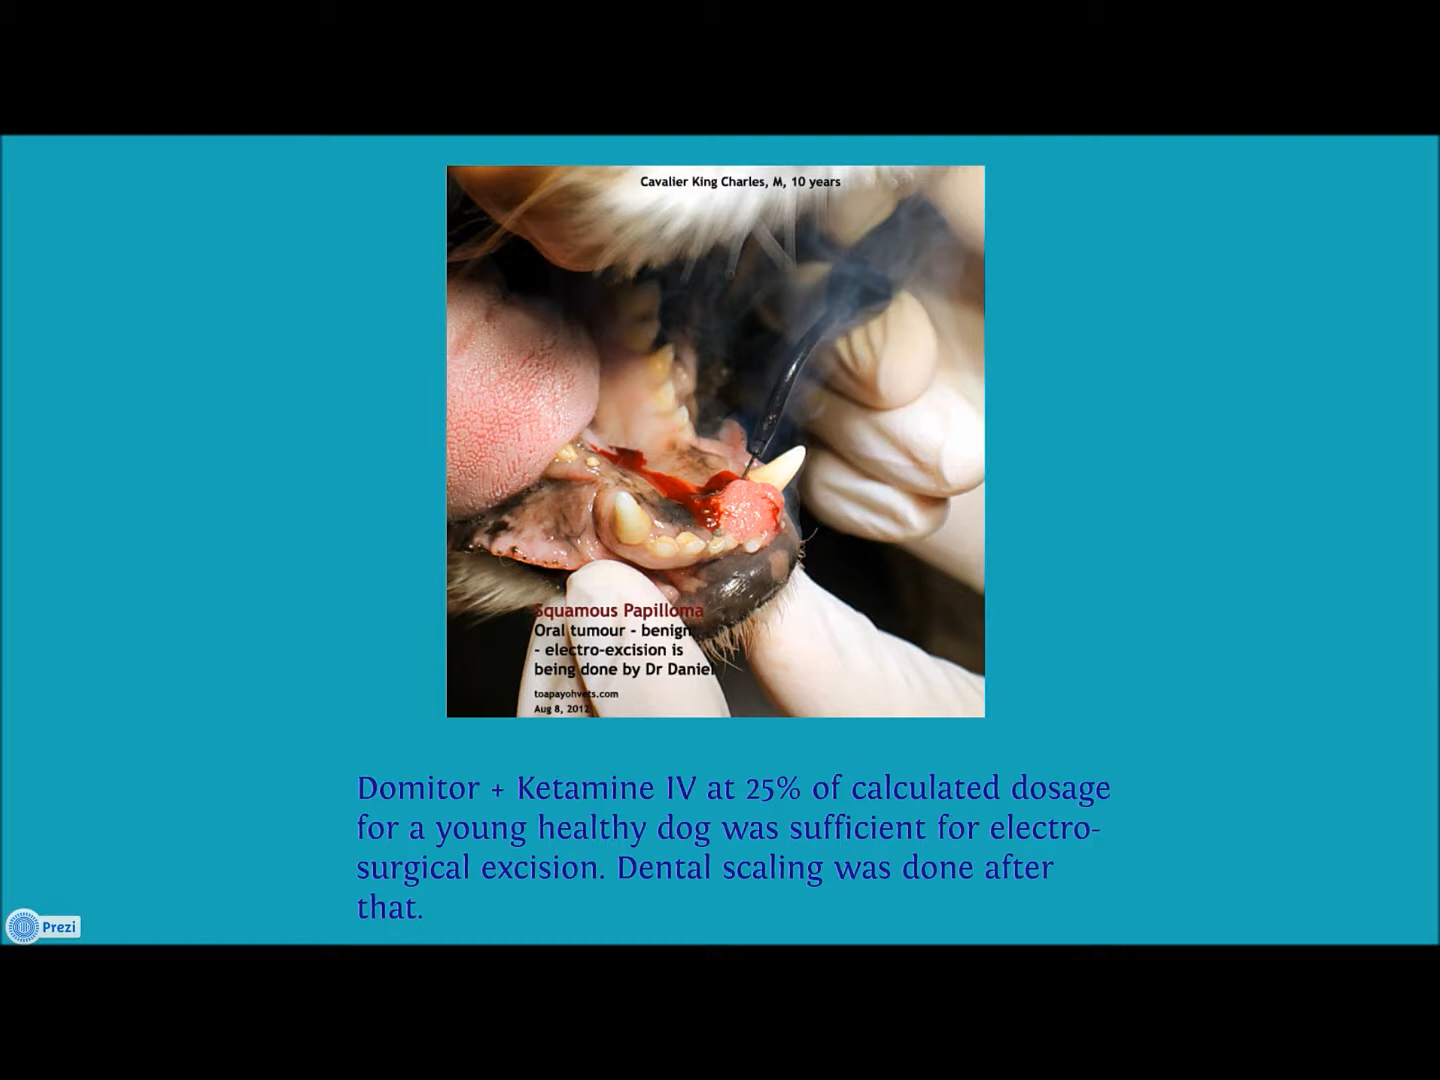 Cavalier King Charles, M, 10 years
Squamous Papilloma
Oral tumour - benign
- electro-excision is
being done by Dr Daniel
toapayohvets.com
Aug 8, 2012
Domitor + Ketamine IV at 25% of calculated dosage
for a young healthy dog was sufficient for electro-
surgical excision. Dental scaling was done after
that.
Prezi